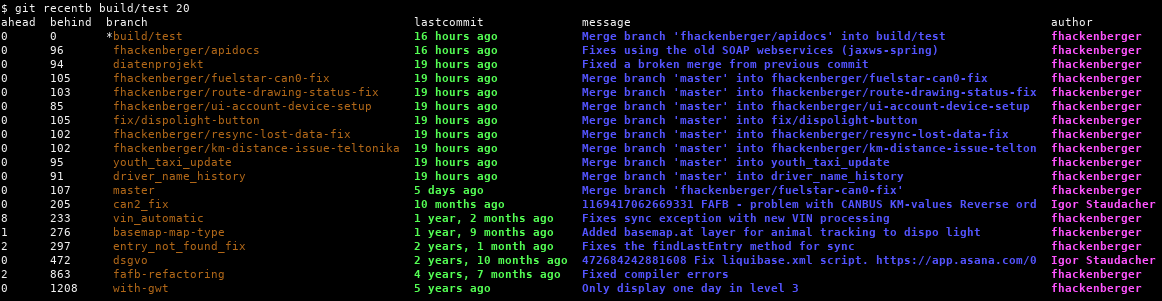 $ git recentb build/test 20
ahead behind branch lastcommit message author
0 0 *build/test 16 hours ago Merge branch 'fhackenberger/apidocs' into build/test fhackenberger
0 96 fhackenberger/apidocs 16 hours ago Fixes using the old SOAP webservices (jaxws-spring) fhackenberger
0 94 diatenprojekt 19 hours ago Fixed a broken merge from previous commit fhackenberger
0 105 fhackenberger/fuelstar-can0-fix 19 hours ago Merge branch 'master' into fhackenberger/fuelstar-can0-fix fhackenberger
0 103 fhackenberger/route-drawing-status-fix 19 hours ago Merge branch 'master' into fhackenberger/route-drawing-status-fix fhackenberger
0 85 fhackenberger/ui-account-device-setup 19 hours ago Merge branch 'master' into fhackenberger/ui-account-device-setup fhackenberger
0 105 fix/dispolight-button 19 hours ago Merge branch 'master' into fix/dispolight-button fhackenberger
0 102 fhackenberger/resync-lost-data-fix 19 hours ago Merge branch 'master' into fhackenberger/resync-lost-data-fix fhackenberger
0 102 fhackenberger/km-distance-issue-teltonika 19 hours ago Merge branch 'master' into fhackenberger/km-distance-issue-telton fhackenberger
0 95 youth_taxi_update 19 hours ago Merge branch 'master' into youth_taxi_update fhackenberger
0 91 driver_name_history 19 hours ago Merge branch 'master' into driver_name_history fhackenberger
0 107 master 5 days ago Merge branch 'fhackenberger/fuelstar-can0-fix' fhackenberger
0 205 can2_fix 10 months ago 1169417062669331 FAFB - problem with CANBUS KM-values Reverse ord Igor Staudacher
8 233 vin_automatic 1 year, 2 months ago Fixes sync exception with new VIN processing fhackenberger
1 276 basemap-map-type 1 year, 9 months ago Added basemap.at layer for animal tracking to dispo light fhackenberger
2 297 entry_not_found_fix 2 years, 1 month ago Fixes the findLastEntry method for sync fhackenberger
0 472 dsgvo 2 years, 10 months ago 472684242881608 Fix liquibase.xml script. https://app.asana.com/0 Igor Staudacher
2 863 fafb-refactoring 4 years, 7 months ago Fixed compiler errors fhackenberger
0 1208 with-gwt 5 years ago Only display one day in level 3 fhackenberger